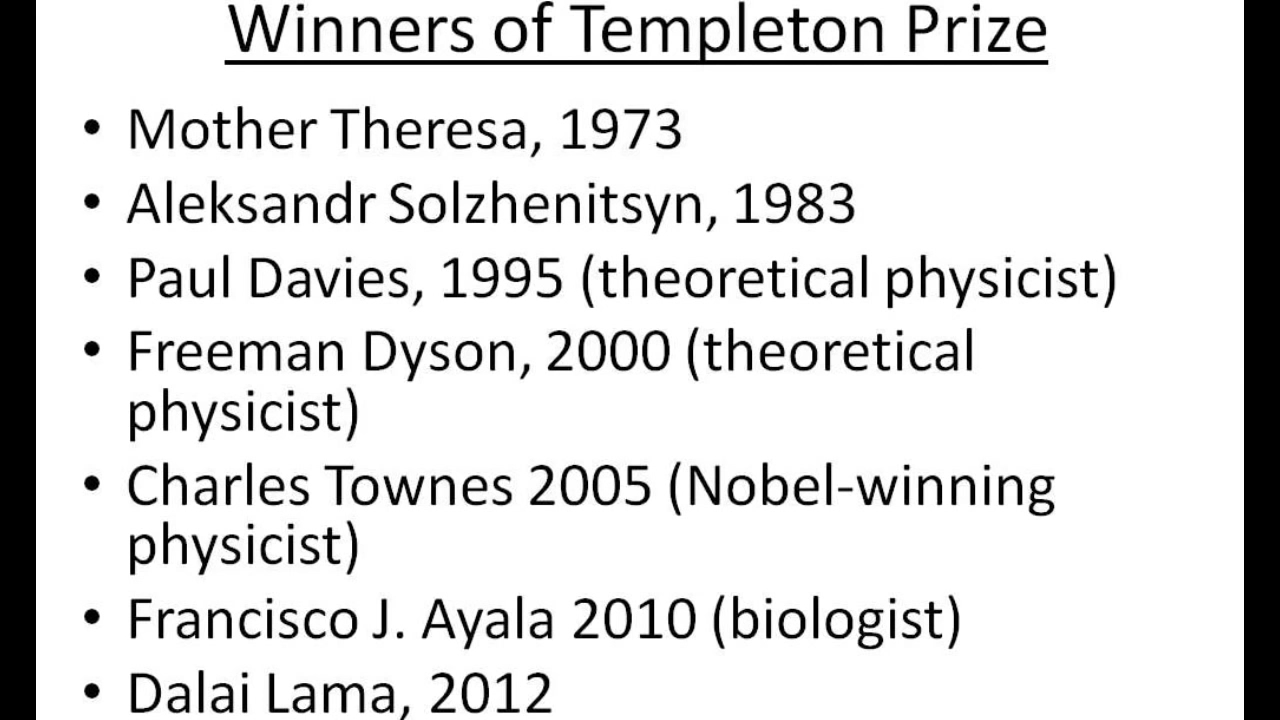 Winners of Templeton Prize
• Mother Theresa, 1973
• Aleksandr Solzhenitsyn, 1983
• Paul Davies, 1995 (theoretical physicist)
• Freeman Dyson, 2000 (theoretical
physicist)
• Charles Townes 2005 (Nobel-winning
physicist)
• Francisco J. Ayala 2010 (biologist)
• Dalai Lama, 2012